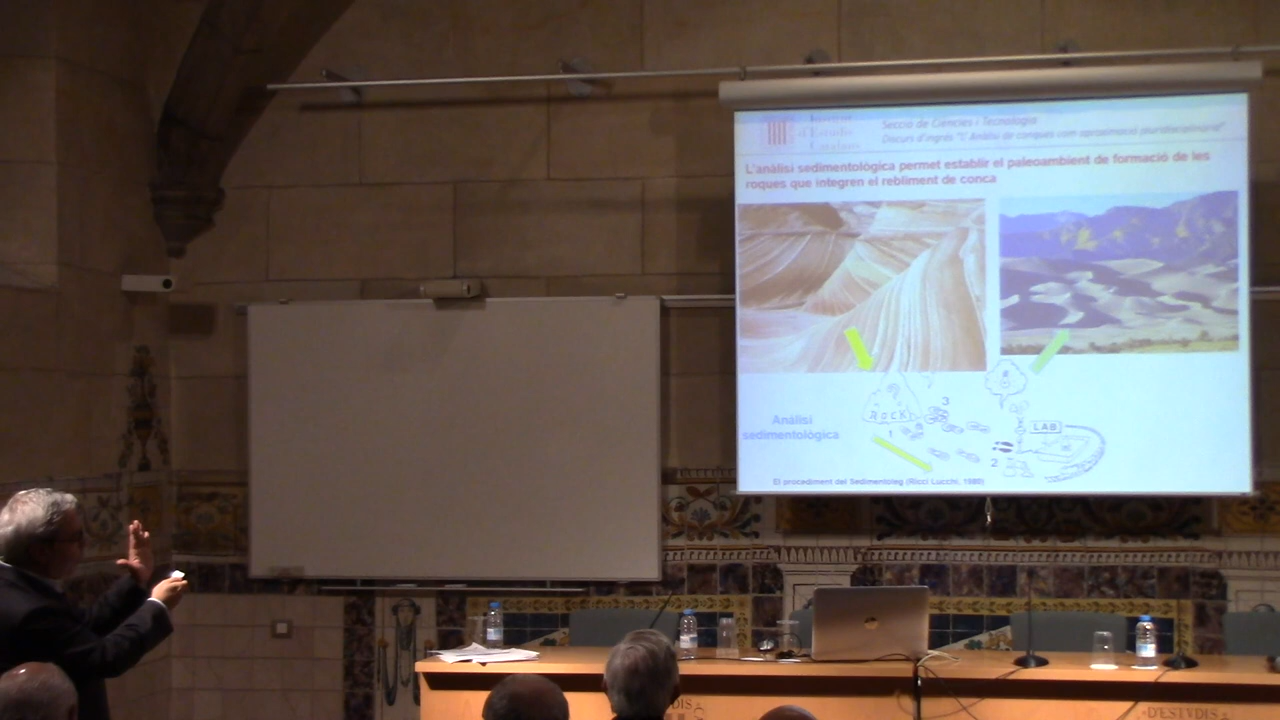 Institut
d'Estudis
Catalans
Secció de Ciències i Tecnologia
Discurs d'ingrés "L'Anàlisi de conques com aproximació pluridisciplinària"
L'anàlisi sedimentològica permet establir el paleoambient de formació de les
roques que integren el rebliment de conca
ROCK
3
1
LAB
2
Anàlisi
sedimentològica
El procediment del Sedimentòleg (Ricci Lucchi, 1980)
D'ESTVDIS